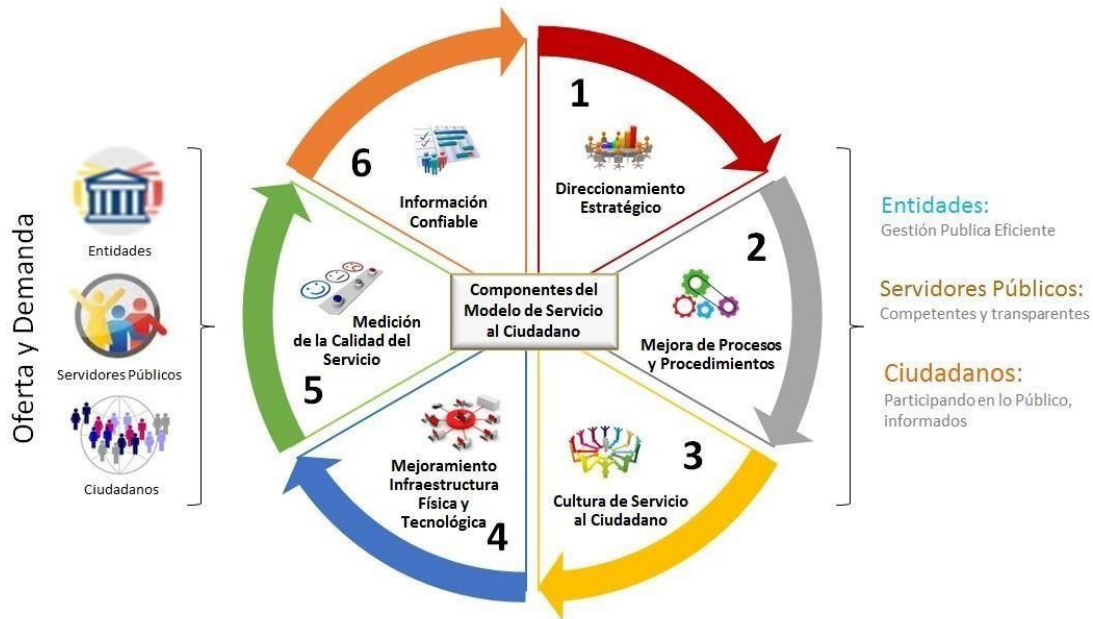 Oferta y Demanda
Entidades
Servidores Públicos
Ciudadanos
Componentes del
Modelo de Servicio
al Ciudadano
1
Direccionamiento
Estratégico
2
Mejora de Procesos
y Procedimientos
3
Cultura de Servicio
al Ciudadano
Mejoramiento
Infraestructura
Física y
Tecnológica
4
Medición
de la Calidad del
Servicio
5
6
Información
Confiable
Entidades:
Gestión Publica Eficiente
Servidores Públicos:
Competentes y transparentes
Ciudadanos:
Participando en lo Público,
informados